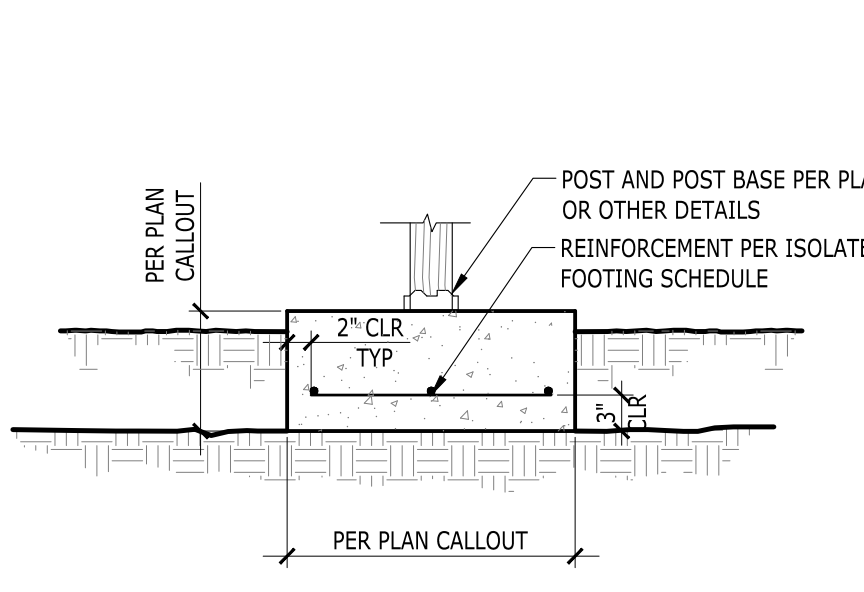 POST AND POST BASE PER PLA
OR OTHER DETAILS
PER PLAN
CALLOUT
REINFORCEMENT PER ISOLATE
FOOTING SCHEDULE
2" CLR
TYP
3"
CLR
PER PLAN CALLOUT